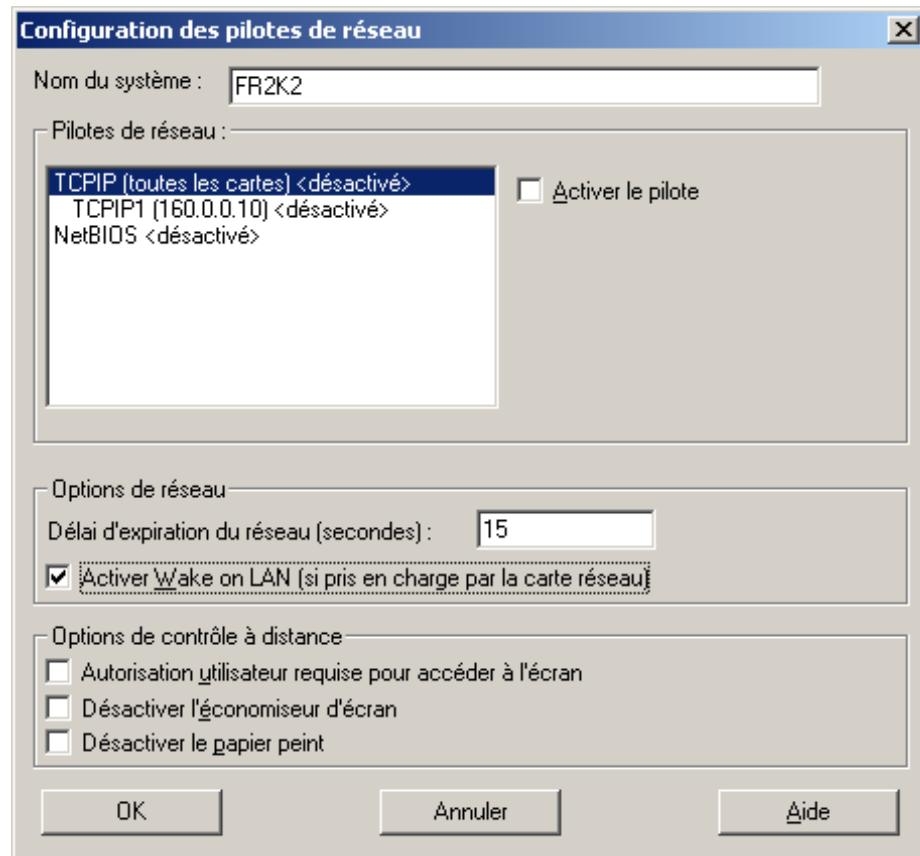 Configuration des pilotes de réseau
Nom du système : FR2K2
Pilotes de réseau :
TCPIP (toutes les cartes) <désactivé>
TCPIP1 (160.0.0.10) <désactivé>
NetBIOS <désactivé>
Activer le pilote
Options de réseau
Délai d'expiration du réseau (secondes) : 15
Activer Wake on LAN (si pris en charge par la carte réseau)
Options de contrôle à distance
Autorisation utilisateur requise pour accéder à l'écran
Désactiver l'économiseur d'écran
Désactiver le papier peint
OK Annuler Aide